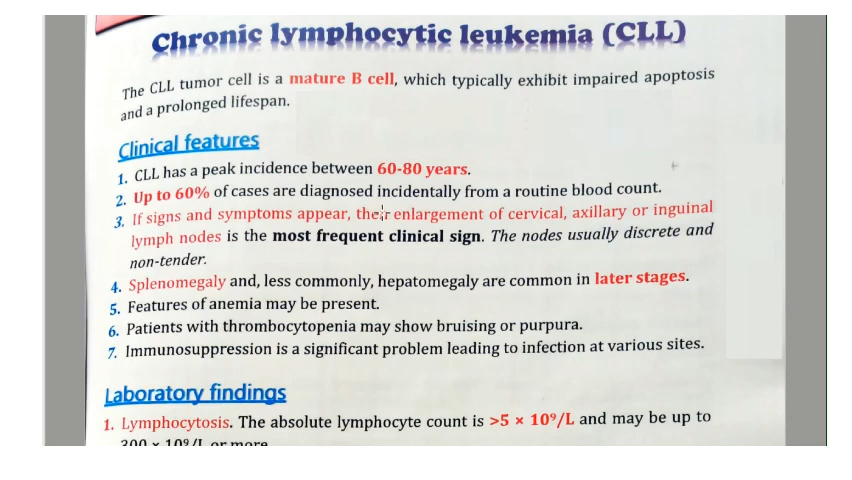 Chronic lymphocytic leukemia (CLL)
The CLL tumor cell is a mature B cell, which typically exhibit impaired apoptosis
and a prolonged lifespan.
Clinical features
1. CLL has a peak incidence between 60-80 years.
2. Up to 60% of cases are diagnosed incidentally from a routine blood count.
3. If signs and symptoms appear, their enlargement of cervical, axillary or inguinal
lymph nodes is the most frequent clinical sign. The nodes usually discrete and
non-tender.
4. Splenomegaly and, less commonly, hepatomegaly are common in later stages.
5. Features of anemia may be present.
6. Patients with thrombocytopenia may show bruising or purpura.
7. Immunosuppression is a significant problem leading to infection at various sites.
Laboratory findings
1. Lymphocytosis. The absolute lymphocyte count is >5 × 10⁹/L and may be up to
300 × 10⁹/L or more